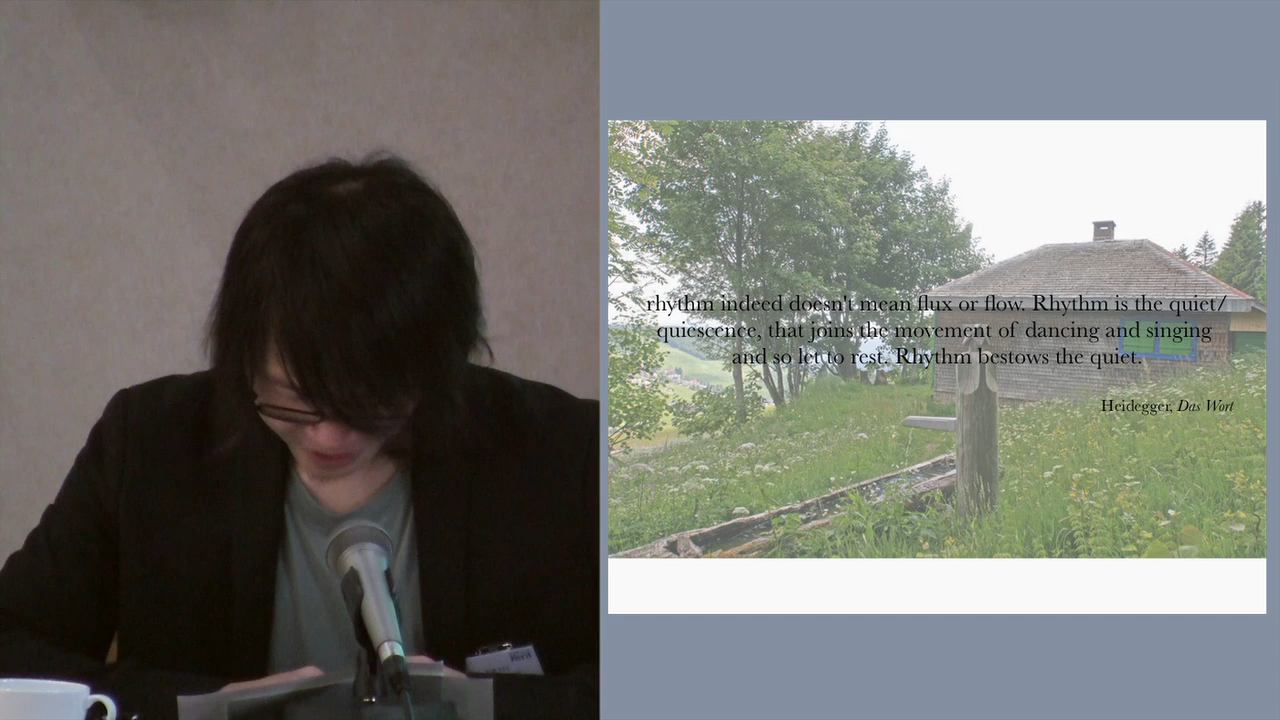 rhythm indeed doesn't mean flux or flow. Rhythm is the quiet/
quiescence, that joins the movement of dancing and singing
and so let to rest. Rhythm bestows the quiet.
Heidegger, Das Wort